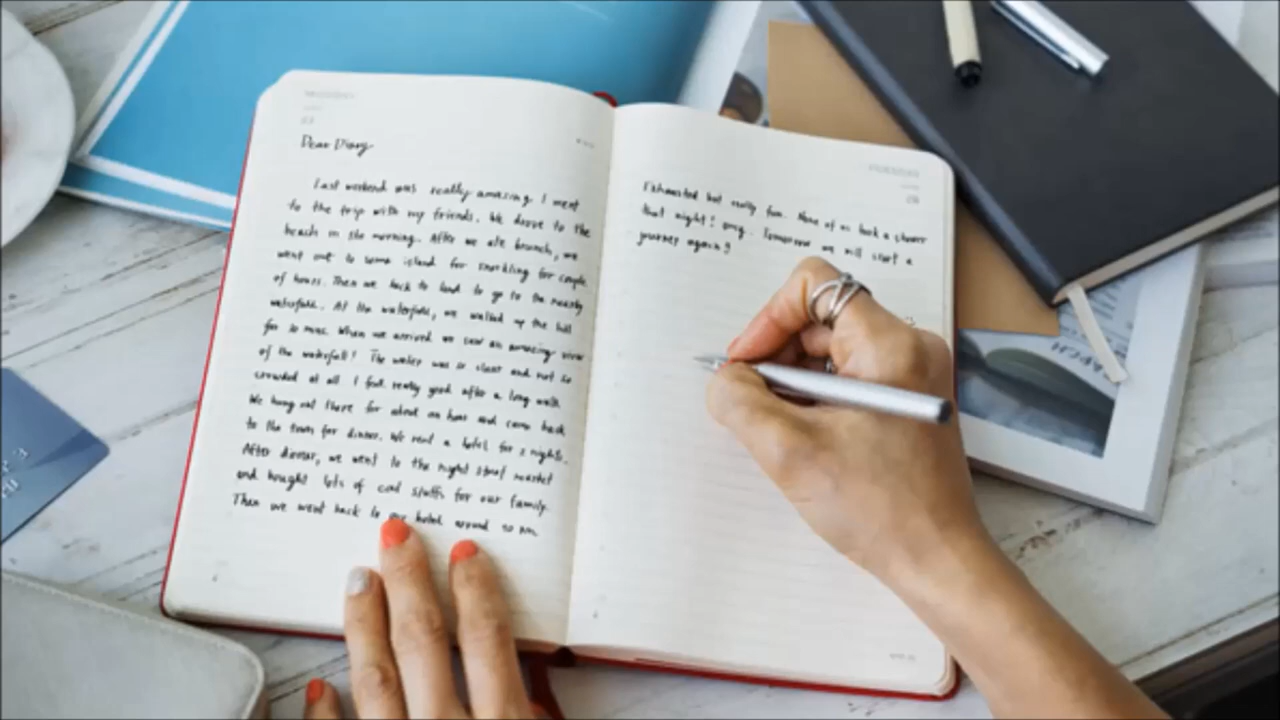 Dear Diary
Last weekend was really amazing. I went
to the trip with my friends. We drove to the
beach in the morning. After we ate brunch, we
went out to some island for snorkling for couple
of hours. Then we back to land to go to the nearby
waterfall. At the waterfall, we walked up the hill
for 20 mins. When we arrived we saw an amazing view
of the waterfall! The water was so clear and not so
crowded at all. I feel really good after a long walk
We hang out there for about an hour and came back
to the town for dinner. We rent a hotel for 2 nights.
After dinner, we went to the night street market
and bought lots of cool stuffs for our family.
Then we went back to our hotel around 10 pm.
Exhausted but really fun. None of us took a shower
that night! omg.. Tomorrow we will start a
journey again!